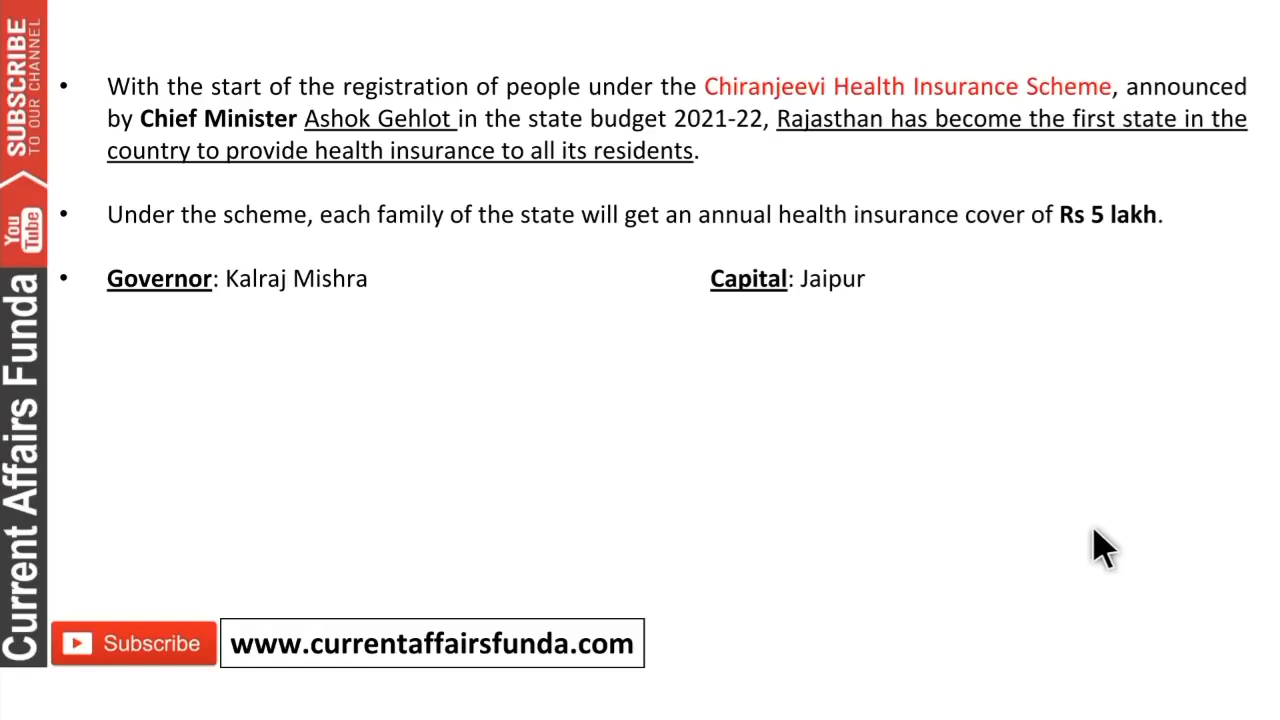 SUBSCRIBE
TO OUR CHANNEL
You
Tube
Current Affairs Funda
• With the start of the registration of people under the Chiranjeevi Health Insurance Scheme, announced
by Chief Minister Ashok Gehlot in the state budget 2021-22, Rajasthan has become the first state in the
country to provide health insurance to all its residents.
• Under the scheme, each family of the state will get an annual health insurance cover of Rs 5 lakh.
• Governor: Kalraj Mishra Capital: Jaipur
Subscribe www.currentaffairsfunda.com